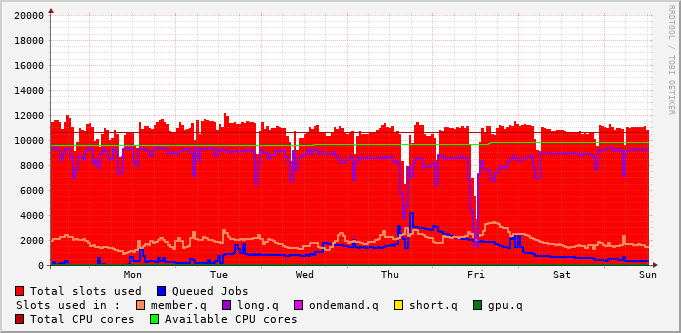 20000
18000
16000
14000
12000
10000
8000
6000
4000
2000
0
Mon Tue Wed Thu Fri Sat Sun
Total slots used Queued Jobs
Slots used in : member.q long.q ondemand.q short.q gpu.q
Total CPU cores Available CPU cores
RRDTOOL / TOBI OETIKER